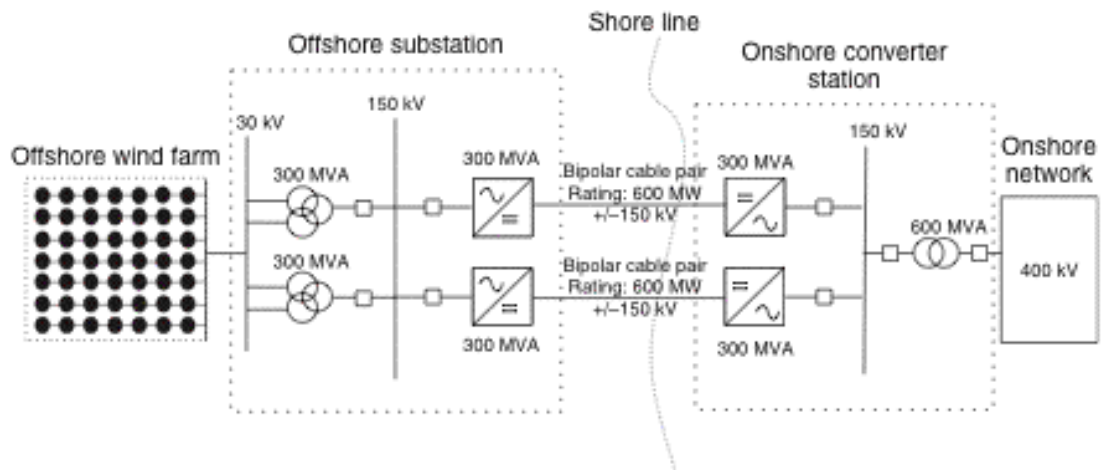 Shore line
Offshore substation
Onshore converter
station
150 kV
30 kV
150 kV
Offshore wind farm
300 MVA
300 MVA
Bipolar cable pair
Rating: 600 MW
+/−150 kV
300 MVA
Onshore
network
600 MVA
300 MVA
Bipolar cable pair
Rating: 600 MW
+/−150 kV
400 kV
300 MVA
300 MVA